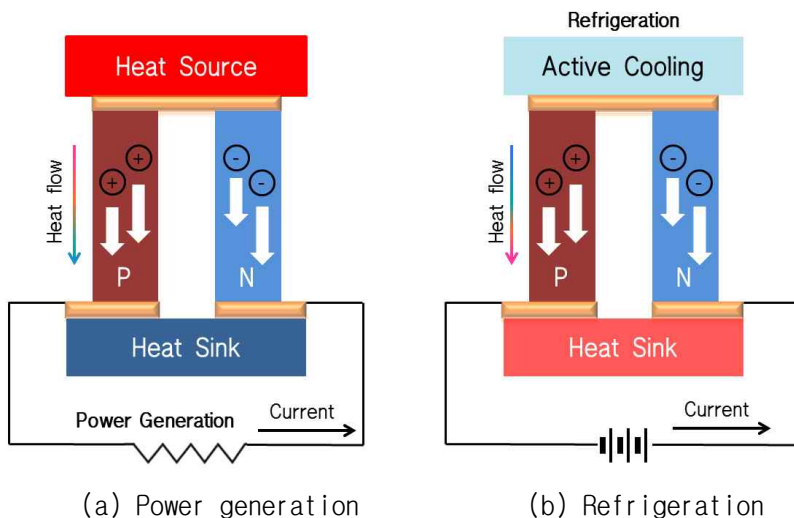 Heat Source
Heat flow
+
+
-
-
P
N
Heat Sink
Power Generation
Current
(a) Power generation
Refrigeration
Active Cooling
Heat flow
+
+
-
-
P
N
Heat Sink
Current
(b) Refrigeration